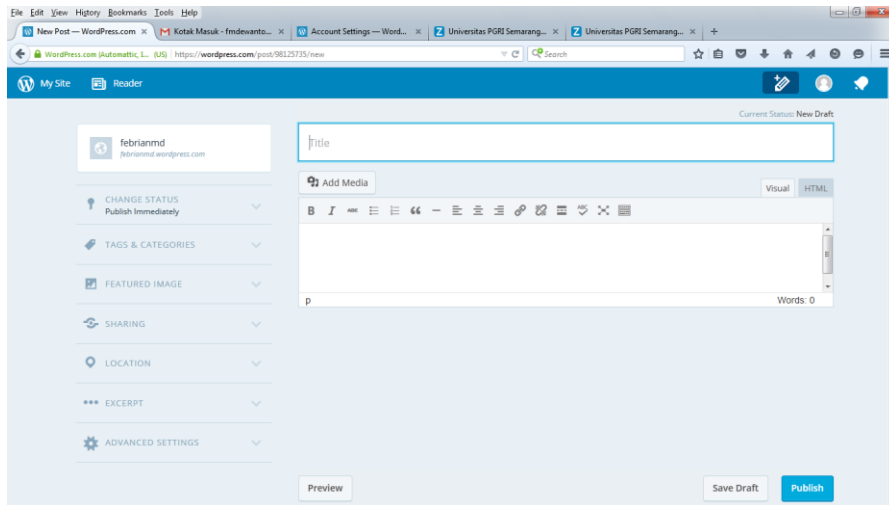 File Edit View History Bookmarks Tools Help
New Post — WordPress.com × Kotak Masuk - fmdewanto... × Account Settings — Word... × Universitas PGRI Semarang... × Universitas PGRI Semarang... × +
WordPress.com (Automattic, I... (US) https://wordpress.com/post/98125735/new Search
My Site Reader
Current Status: New Draft
febrianmd
febrianmd.wordpress.com
Title
Add Media
Visual HTML
CHANGE STATUS
Publish Immediately
B I ABC
TAGS & CATEGORIES
FEATURED IMAGE
p Words: 0
SHARING
LOCATION
EXCERPT
ADVANCED SETTINGS
Preview Save Draft Publish